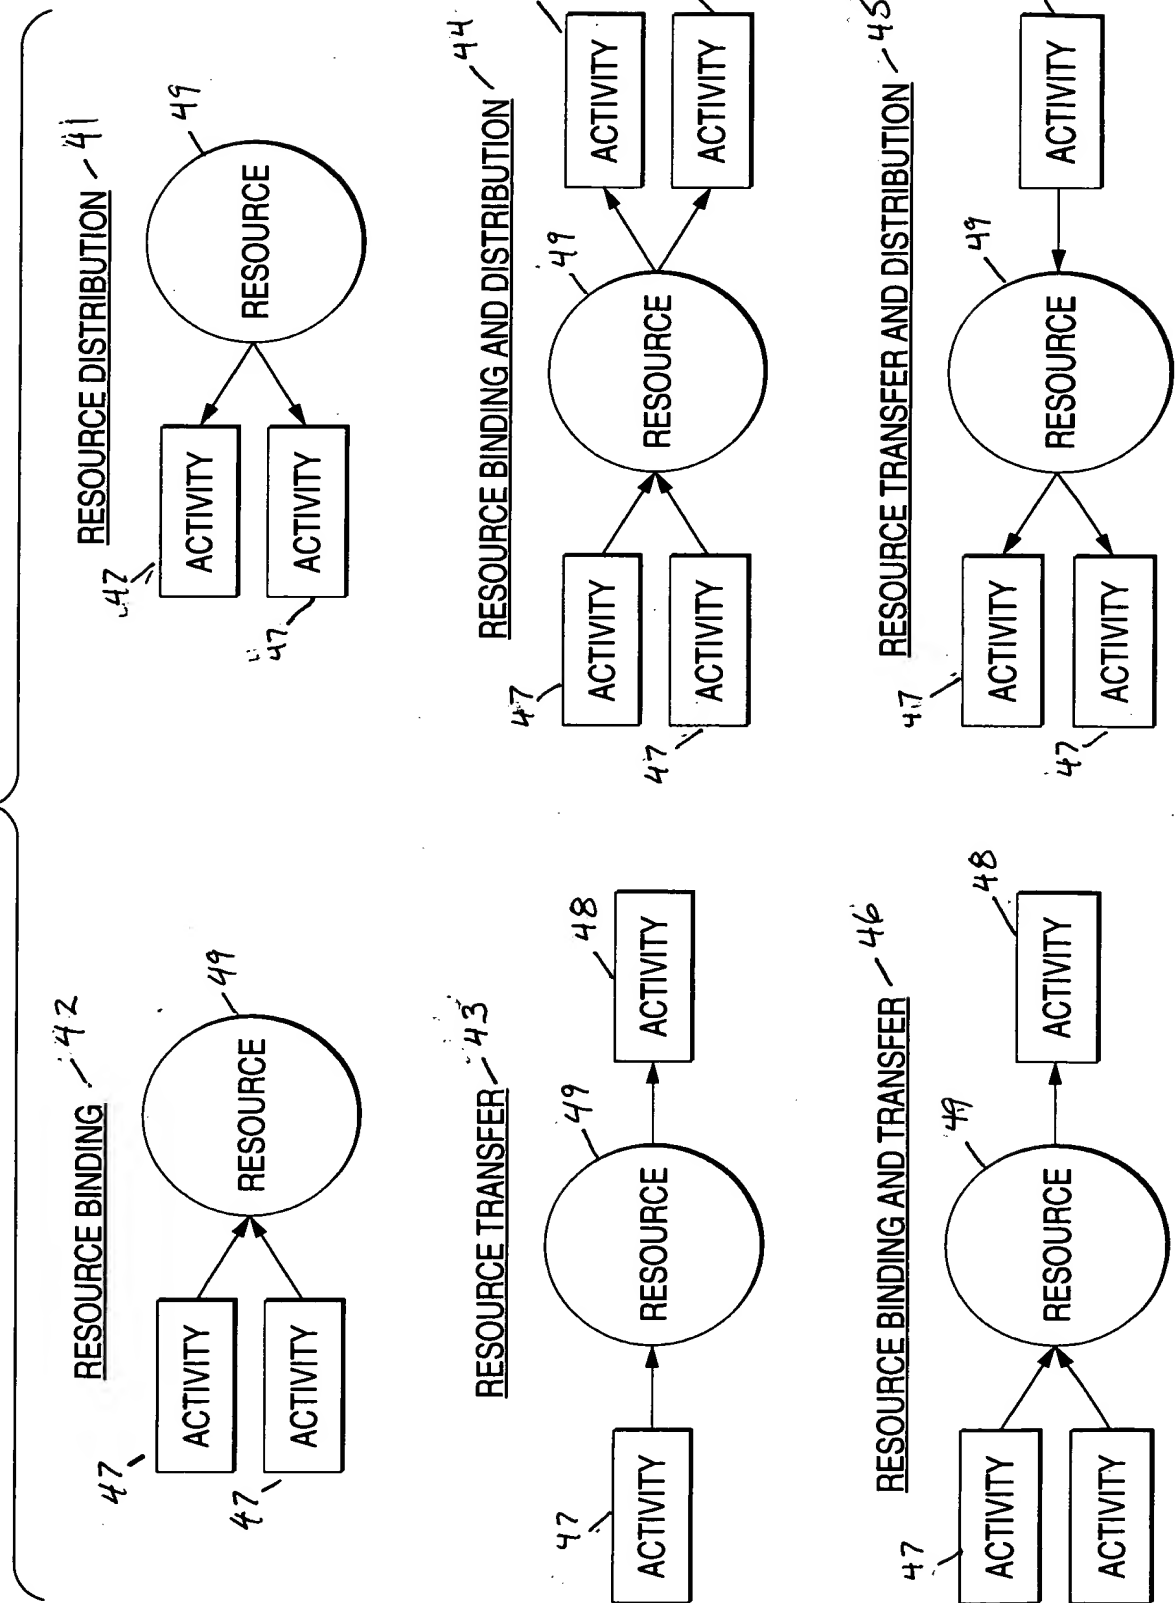 RESOURCE BINDING 42
49
RESOURCE
47
ACTIVITY
47
ACTIVITY
RESOURCE DISTRIBUTION 41
49
RESOURCE
47
ACTIVITY
47
ACTIVITY
RESOURCE TRANSFER 43
47
ACTIVITY
49
RESOURCE
48
ACTIVITY
RESOURCE BINDING AND DISTRIBUTION 44
47
ACTIVITY
47
ACTIVITY
49
RESOURCE
ACTIVITY
ACTIVITY
RESOURCE BINDING AND TRANSFER 46
47
ACTIVITY
ACTIVITY
49
RESOURCE
48
ACTIVITY
RESOURCE TRANSFER AND DISTRIBUTION 45
47
ACTIVITY
47
ACTIVITY
49
RESOURCE
ACTIVITY